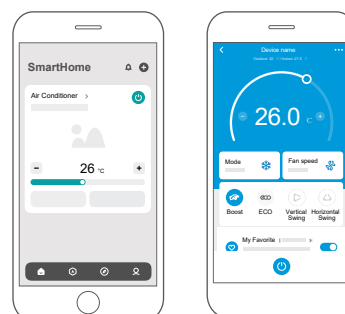 SmartHome
Air Conditioner >
- 26 °C +
Device name
- 26.0 °C +
Mode
Fan speed
Boost
ECO
Vertical Swing
Horizontal Swing
My Favorite